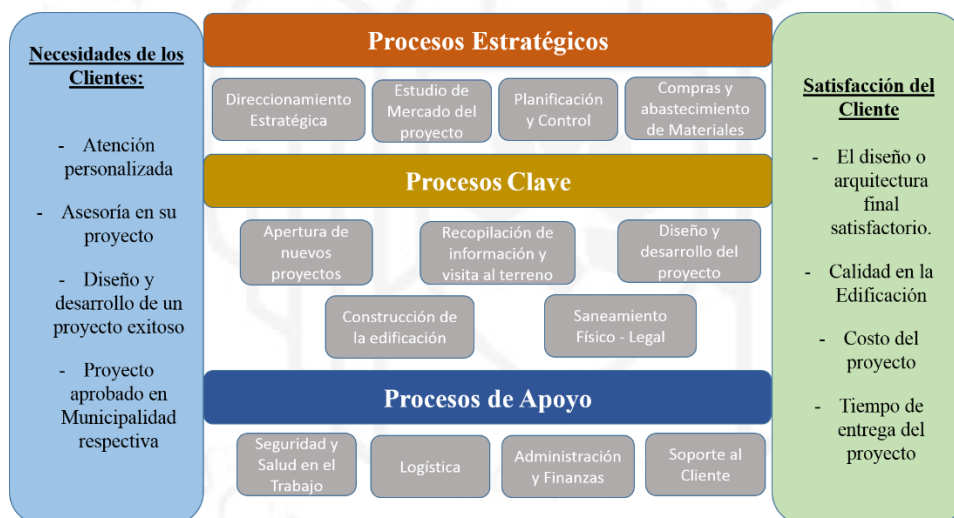 Necesidades de los
Clientes:
- Atención
personalizada
- Asesoría en su
proyecto
- Diseño y
desarrollo de un
proyecto exitoso
- Proyecto
aprobado en
Municipalidad
respectiva
Procesos Estratégicos
Direccionamiento
Estratégica
Estudio de
Mercado del
proyecto
Planificación
y Control
Compras y
abastecimiento
de Materiales
Procesos Clave
Apertura de
nuevos
proyectos
Recopilación de
información y
visita al terreno
Diseño y
desarrollo del
proyecto
Construcción de
la edificación
Saneamiento
Físico - Legal
Procesos de Apoyo
Seguridad y
Salud en el
Trabajo
Logística
Administración
y Finanzas
Soporte al
Cliente
Satisfacción del
Cliente
- El diseño o
arquitectura
final
satisfactorio.
- Calidad en la
Edificación
- Costo del
proyecto
- Tiempo de
entrega del
proyecto